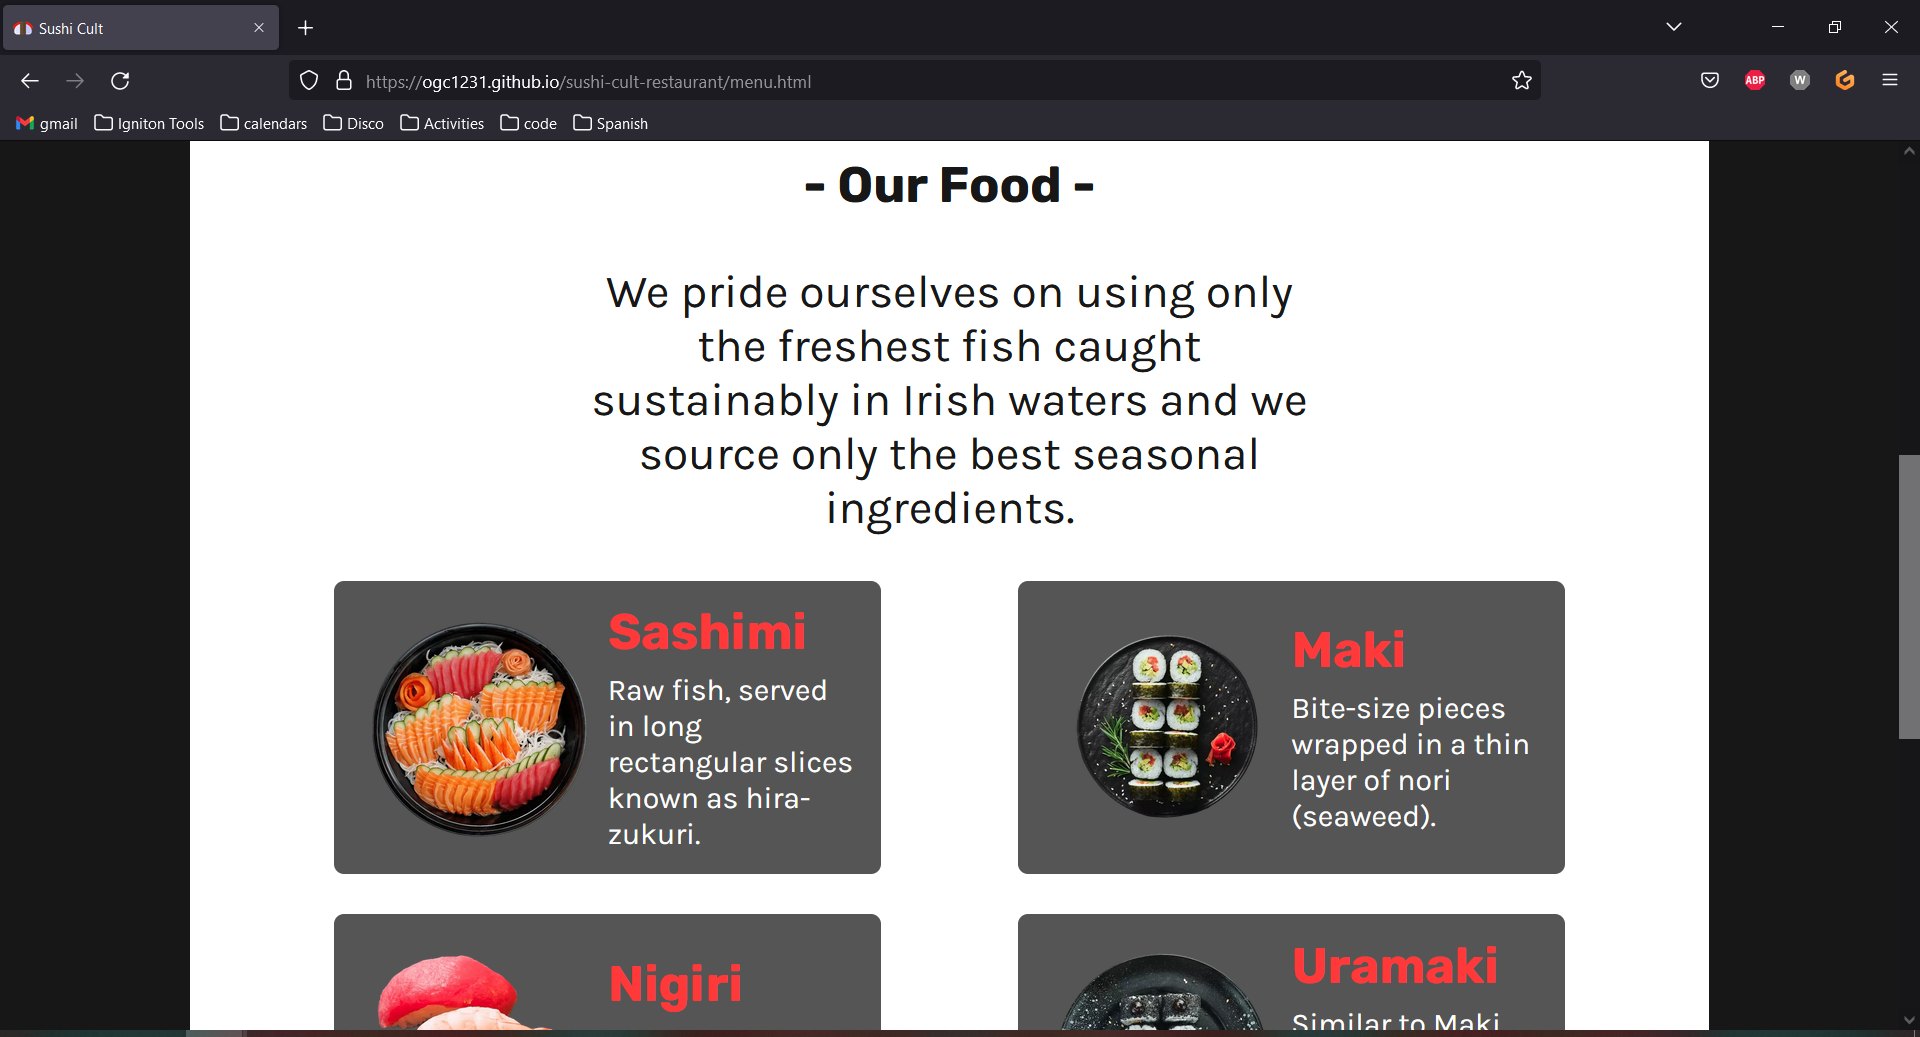 Sushi Cult
https://ogc1231.github.io/sushi-cult-restaurant/menu.html
ABP
W
gmail
Igniton Tools
calendars
Disco
Activities
code
Spanish
- Our Food -
We pride ourselves on using only
the freshest fish caught
sustainably in Irish waters and we
source only the best seasonal
ingredients.
Sashimi
Raw fish, served
in long
rectangular slices
known as hira-
zukuri.
Maki
Bite-size pieces
wrapped in a thin
layer of nori
(seaweed).
Nigiri
Uramaki
Similar to Maki